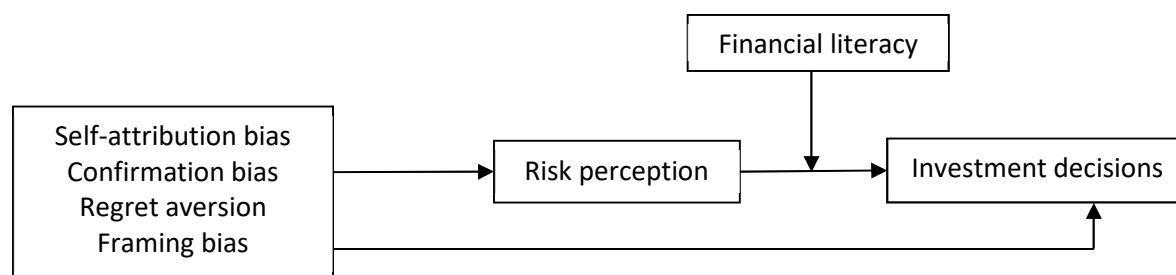 Financial literacy
Self-attribution bias
Confirmation bias
Regret aversion
Framing bias
Risk perception
Investment decisions